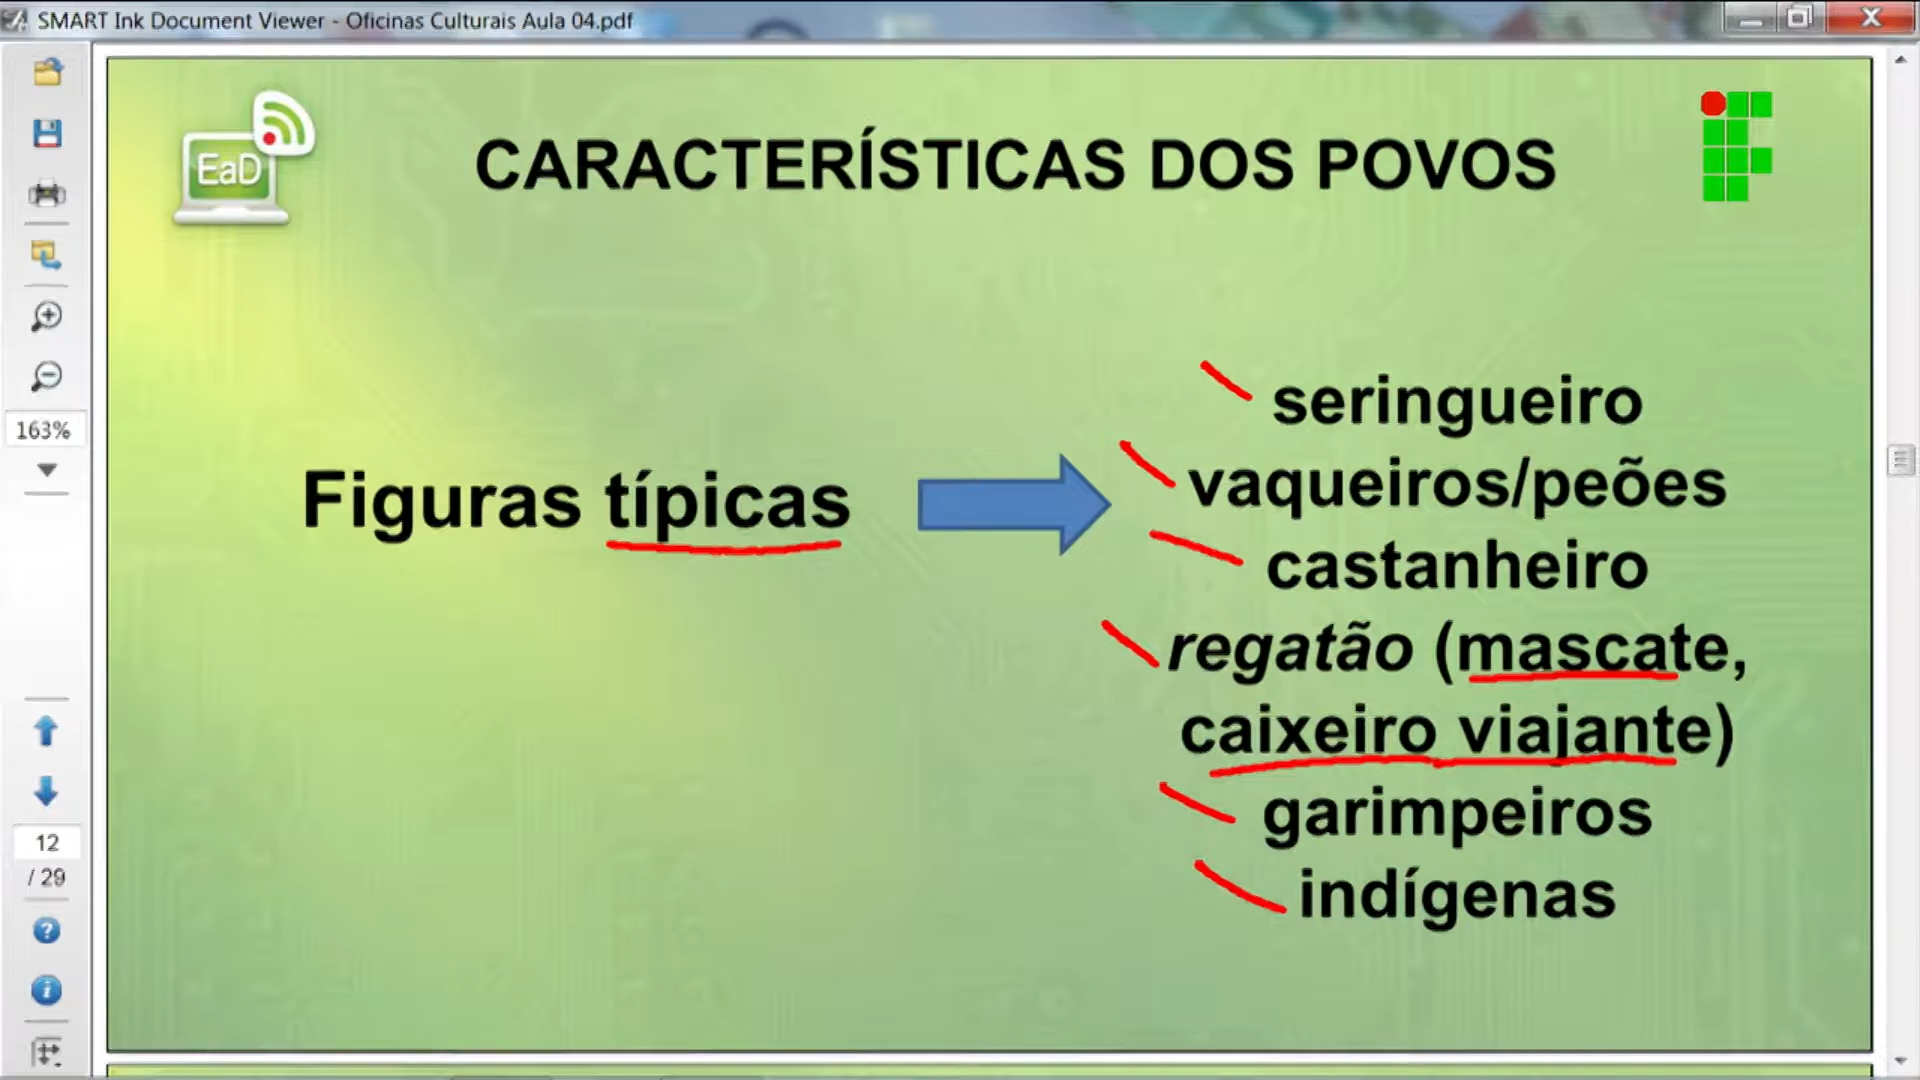 SMART Ink Document Viewer - Oficinas Culturais Aula 04.pdf
EaD
CARACTERÍSTICAS DOS POVOS
163%
Figuras típicas
seringueiro
vaqueiros/peões
castanheiro
regatão (mascate,
caixeiro viajante)
garimpeiros
indígenas
12
/ 29